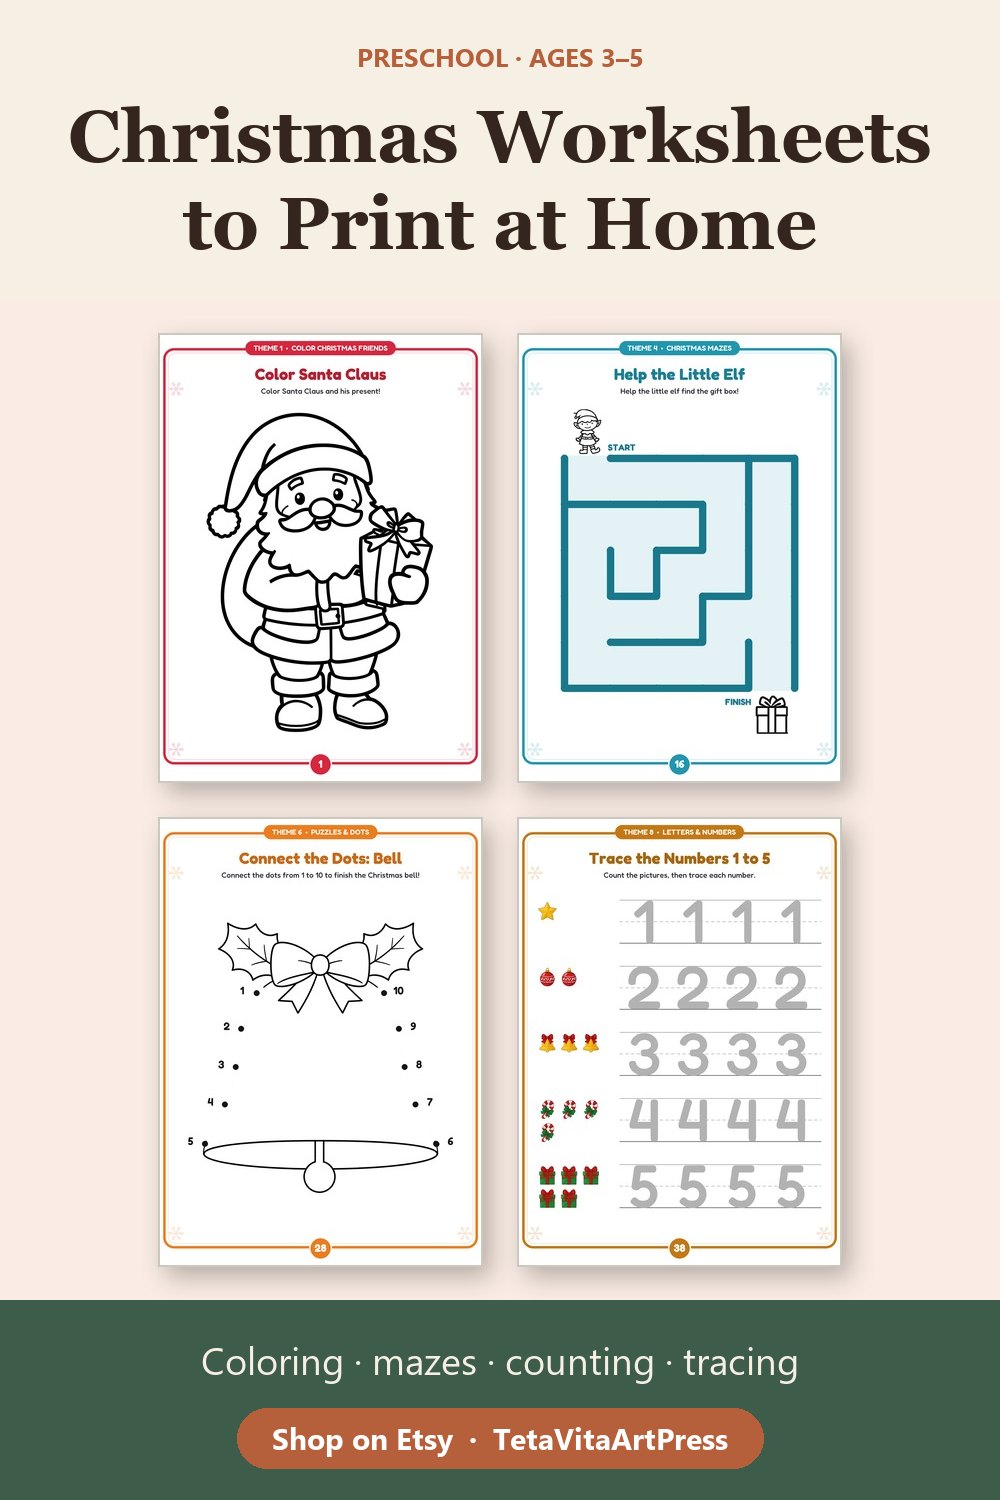 PRESCHOOL · AGES 3–5
Christmas Worksheets
to Print at Home
THEME 1 • COLOR CHRISTMAS FRIENDS
Color Santa Claus
Color Santa Claus and his present!
1
THEME 4 • CHRISTMAS MAZES
Help the Little Elf
Help the little elf find the gift box!
START
FINISH
16
THEME 6 • PUZZLES & DOTS
Connect the Dots: Bell
Connect the dots from 1 to 10 to finish the Christmas bell!
1 10
2 9
3 8
4 7
5 6
28
THEME 8 • LETTERS & NUMBERS
Trace the Numbers 1 to 5
Count the pictures, then trace each number.
1 1 1 1
2 2 2 2
3 3 3 3
4 4 4 4
5 5 5 5
38
Coloring · mazes · counting · tracing
Shop on Etsy · TetaVitaArtPress